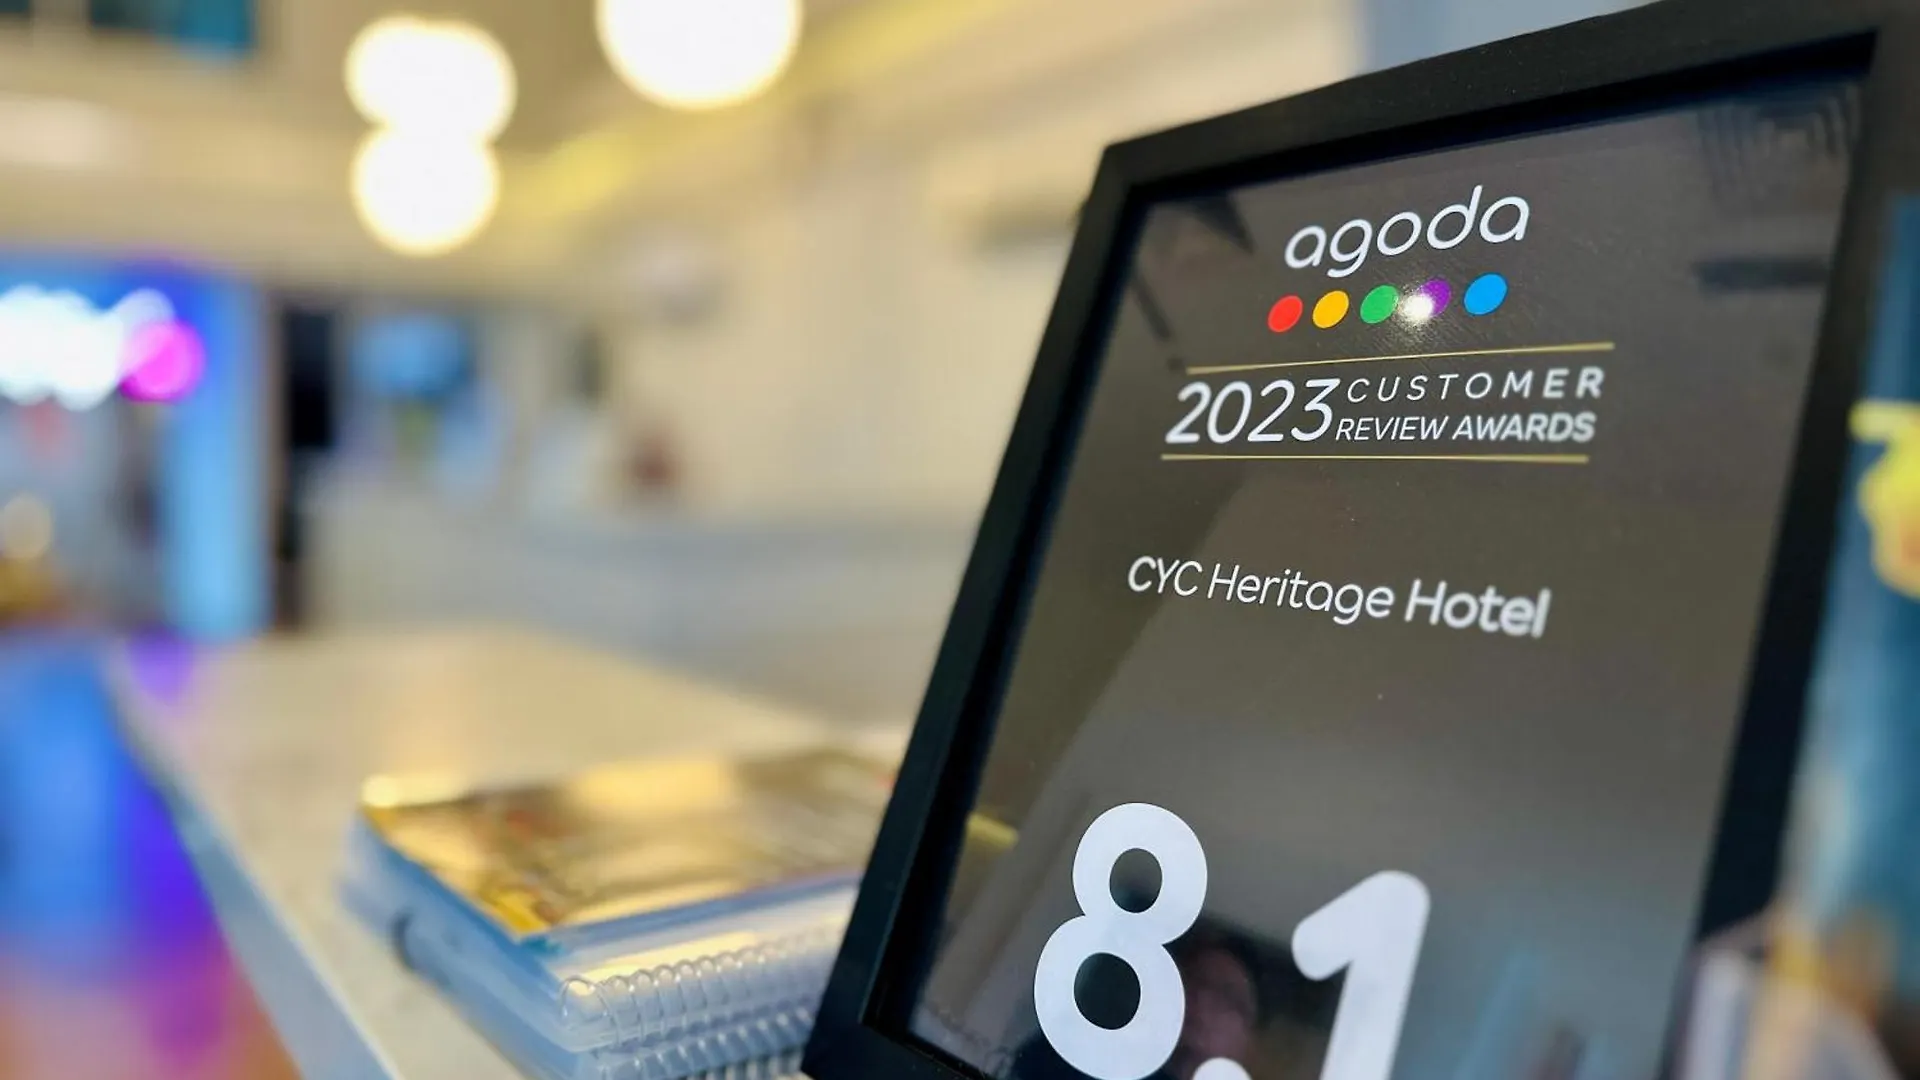 agoda
2023 CUSTOMER
REVIEW AWARDS
CYC Heritage Hotel
8.1